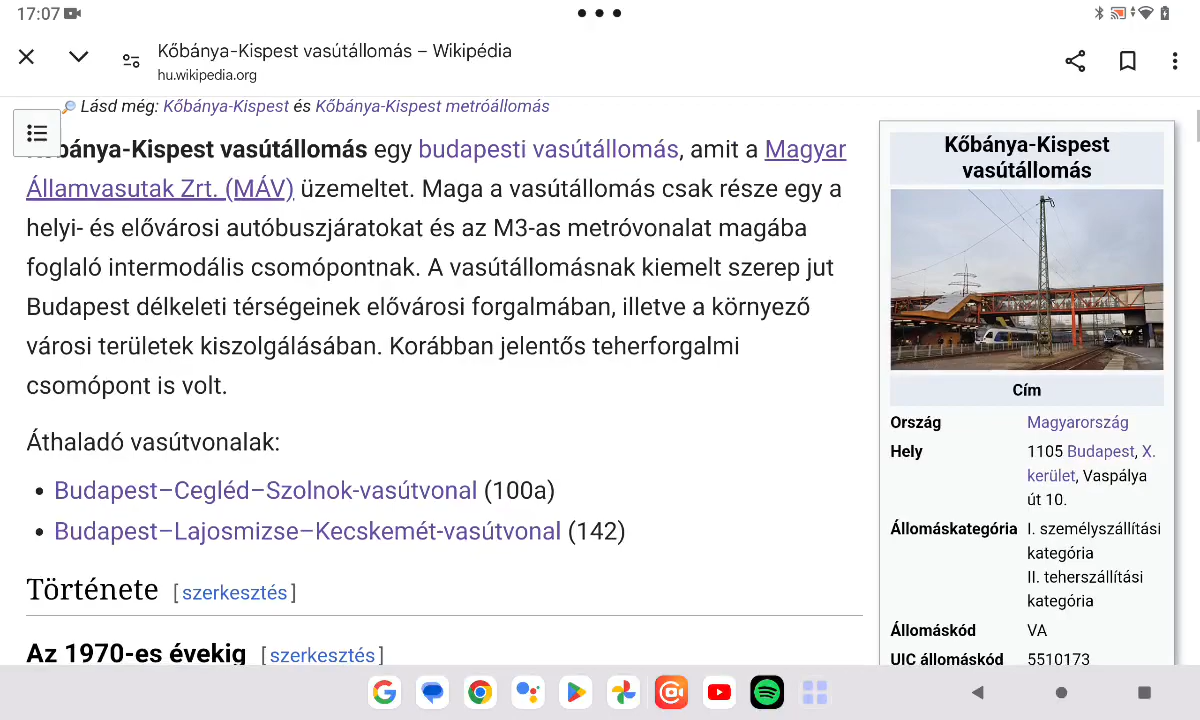 17:07
Kőbánya-Kispest vasútállomás – Wikipédia
hu.wikipedia.org
Lásd még: Kőbánya-Kispest és Kőbánya-Kispest metróállomás
bánya-Kispest vasútállomás egy budapesti vasútállomás, amit a Magyar
Államvasutak Zrt. (MÁV) üzemeltet. Maga a vasútállomás csak része egy a
helyi- és elővárosi autóbuszjáratokat és az M3-as metróvonalat magába
foglaló intermodális csomópontnak. A vasútállomásnak kiemelt szerep jut
Budapest délkeleti térségeinek elővárosi forgalmában, illetve a környező
városi területek kiszolgálásában. Korábban jelentős teherforgalmi
csomópont is volt.
Áthaladó vasútvonalak:
• Budapest–Cegléd–Szolnok-vasútvonal (100a)
• Budapest–Lajosmizse–Kecskemét-vasútvonal (142)
Története [szerkesztés]
Az 1970-es évekig [szerkesztés]
Kőbánya-Kispest
vasútállomás
Cím
Ország Magyarország
Hely 1105 Budapest, X.
kerület, Vaspálya
út 10.
Állomáskategória I. személyszállítási
kategória
II. teherszállítási
kategória
Állomáskód VA
UIC állomáskód 5510173